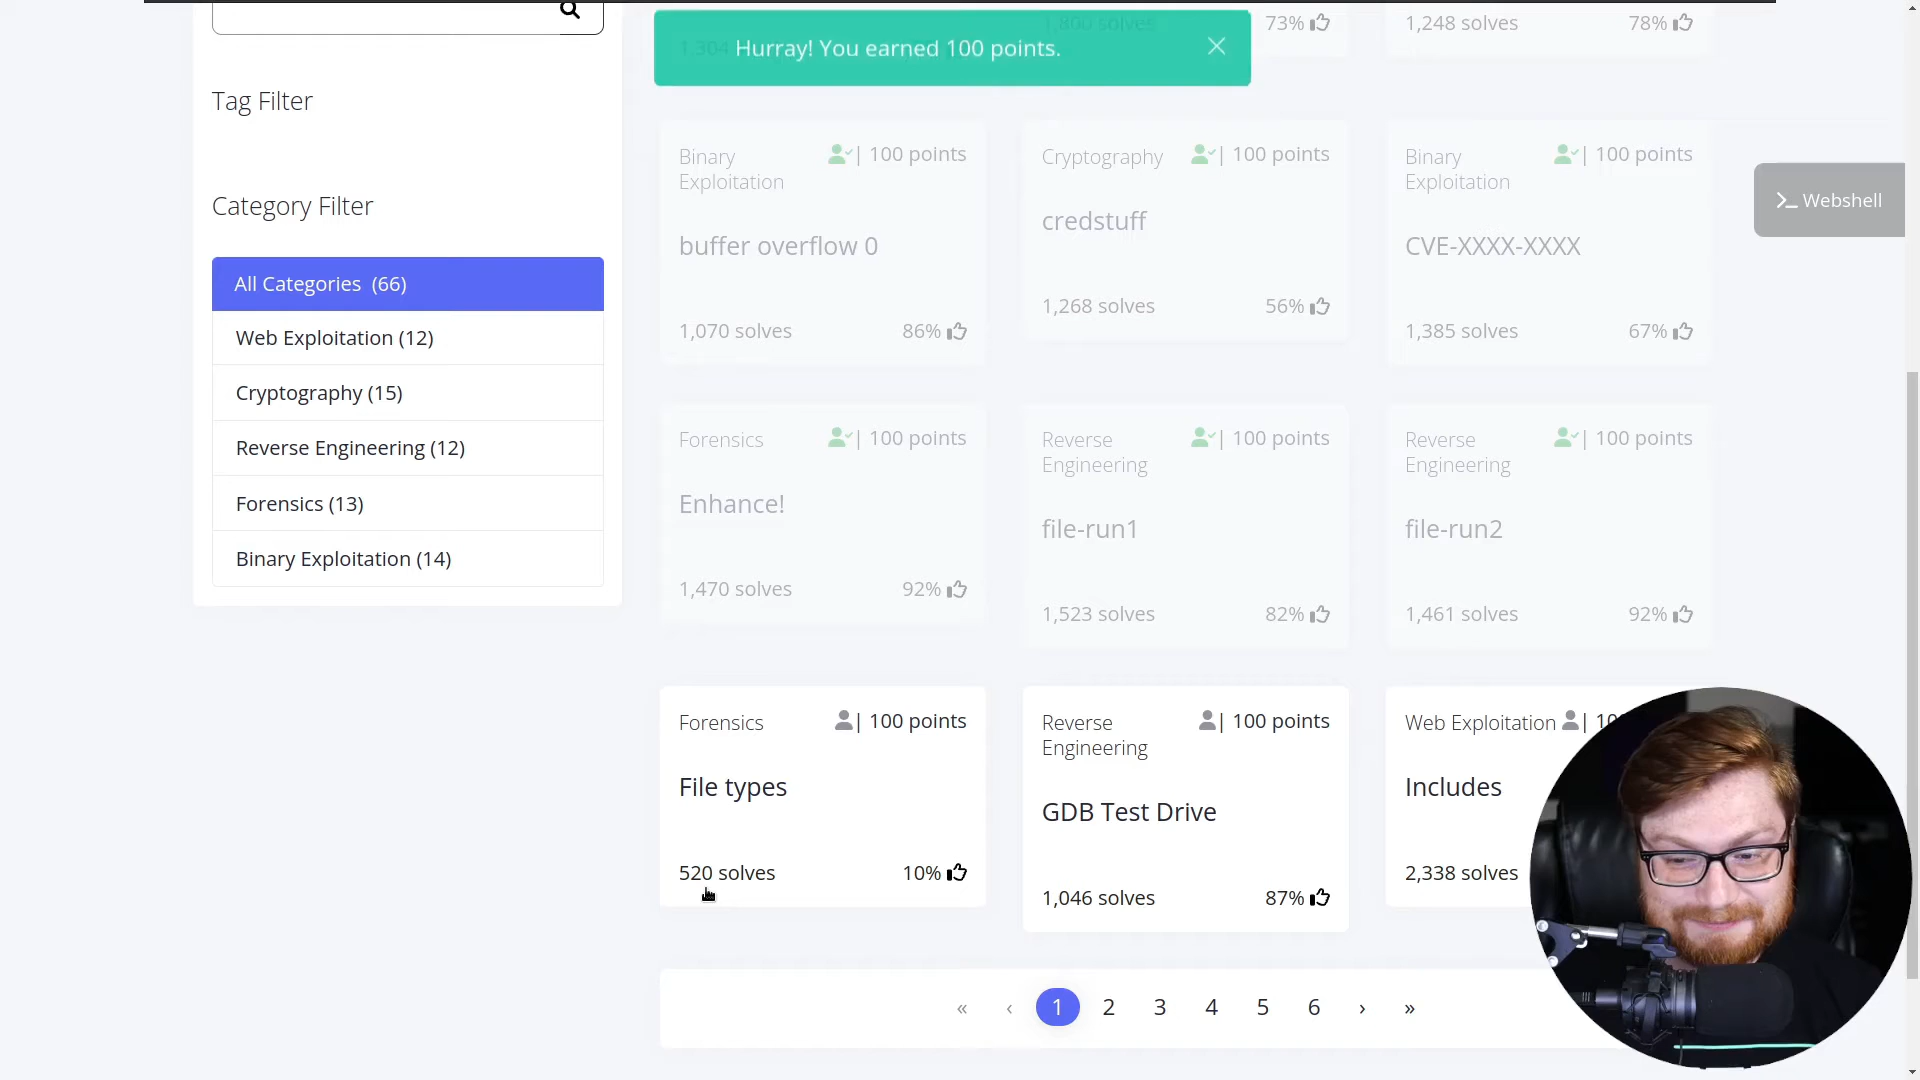 Tag Filter
Category Filter
All Categories (66)
Web Exploitation (12)
Cryptography (15)
Reverse Engineering (12)
Forensics (13)
Binary Exploitation (14)
1,304
1,800 solves
73%
1,248 solves
78%
Hurray! You earned 100 points.
Binary
Exploitation
| 100 points
buffer overflow 0
1,070 solves
86%
Cryptography
| 100 points
credstuff
1,268 solves
56%
Binary
Exploitation
| 100 points
CVE-XXXX-XXXX
1,385 solves
67%
>_ Webshell
Forensics
| 100 points
Enhance!
1,470 solves
92%
Reverse
Engineering
| 100 points
file-run1
1,523 solves
82%
Reverse
Engineering
| 100 points
file-run2
1,461 solves
92%
Forensics
| 100 points
File types
520 solves
10%
Reverse
Engineering
| 100 points
GDB Test Drive
1,046 solves
87%
Web Exploitation
Includes
2,338 solves
« ‹ 1 2 3 4 5 6 › »